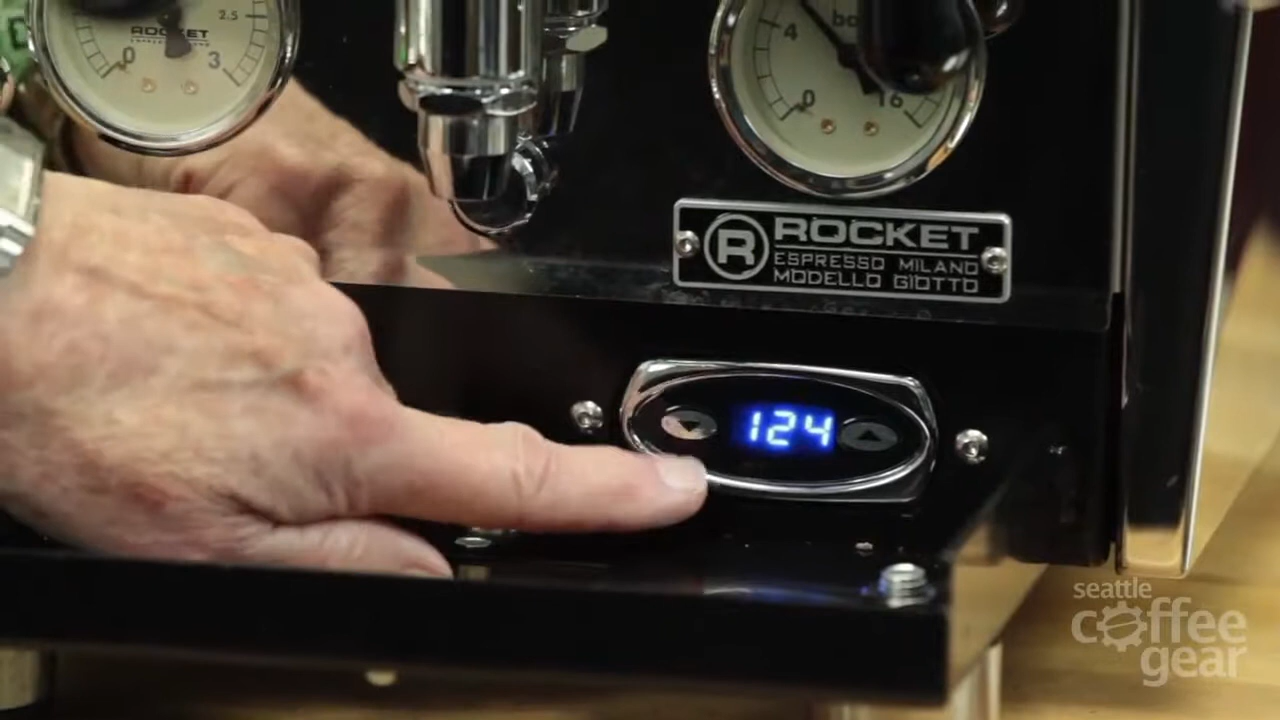 2.5
ROCKET
0
3
4
0
16
R
ROCKET
ESPRESSO MILANO
MODELLO GIOTTO
124
seattle
coffee
gear